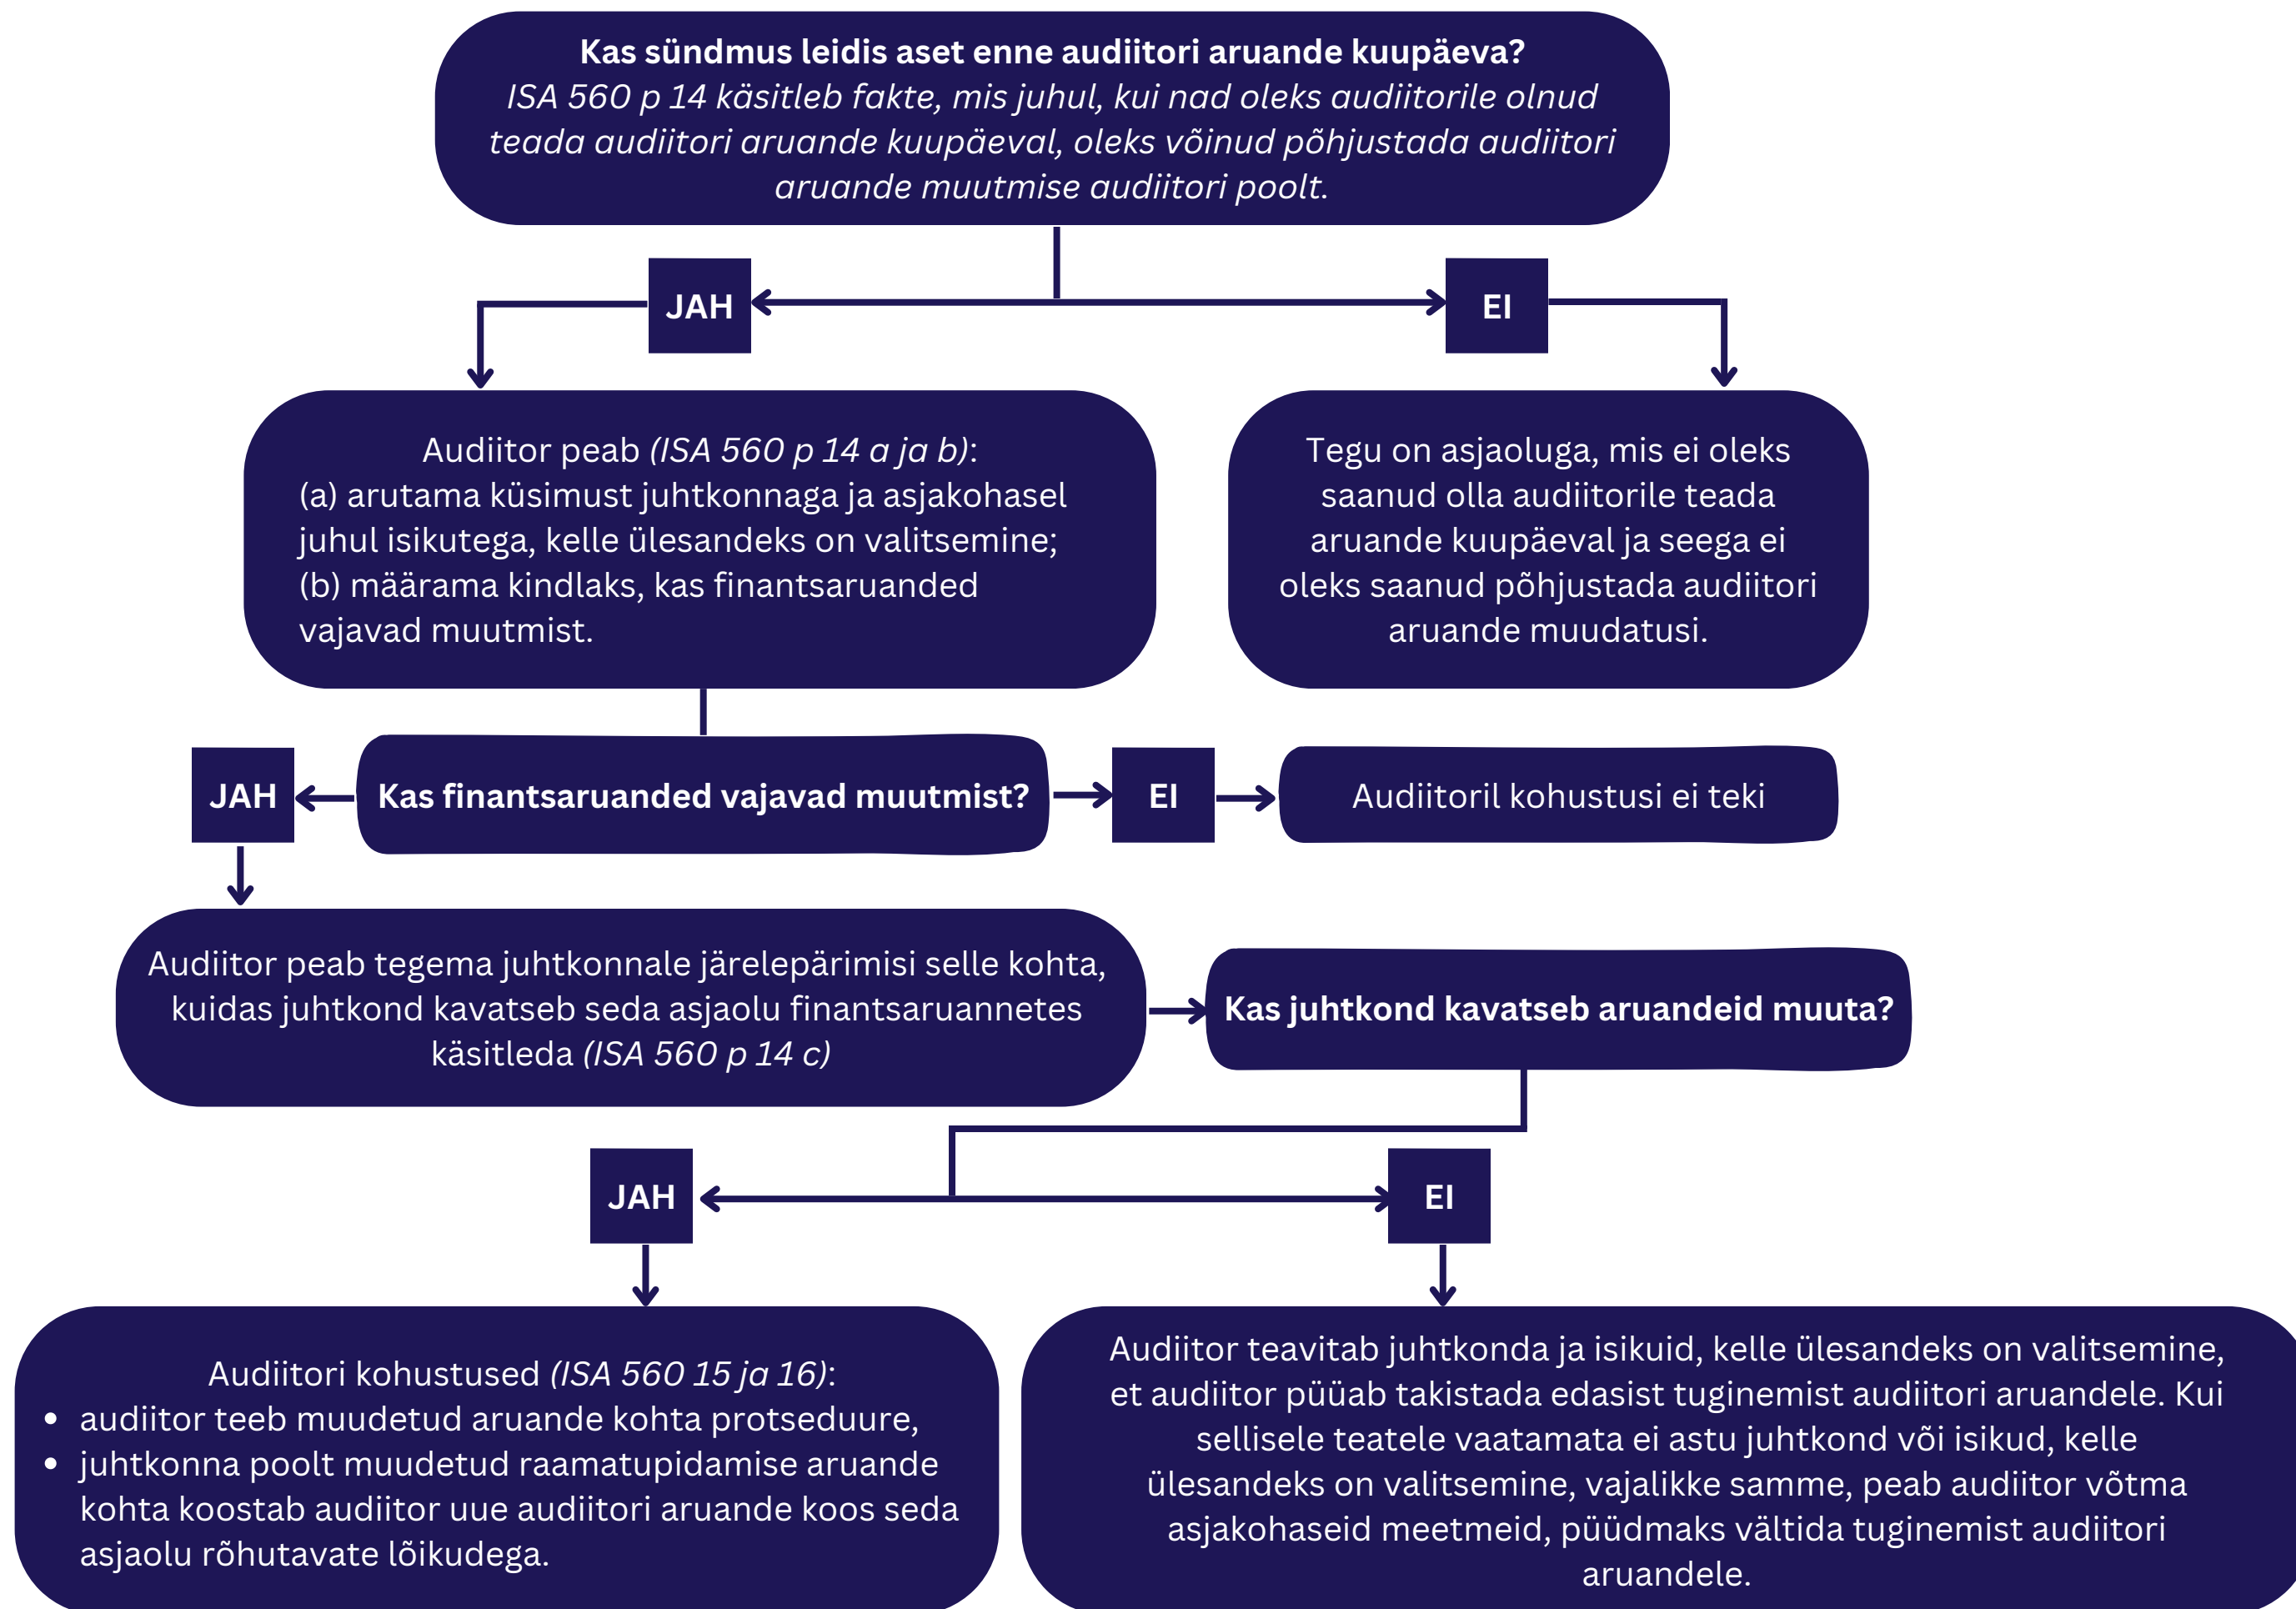 Kas sündmus leidis aset enne audiitori aruande kuupäeva?
ISA 560 p 14 käsitleb fakte, mis juhul, kui nad oleks audiitorile olnud
teada audiitori aruande kuupäeval, oleks võinud põhjustada audiitori
aruande muutmise audiitori poolt.
JAH
EI
Audiitor peab (ISA 560 p 14 a ja b):
(a) arutama küsimust juhtkonnaga ja asjakohasel
juhul isikutega, kelle ülesandeks on valitsemine;
(b) määrama kindlaks, kas finantsaruanded
vajavad muutmist.
Tegu on asjaoluga, mis ei oleks
saanud olla audiitorile teada
aruande kuupäeval ja seega ei
oleks saanud põhjustada audiitori
aruande muudatusi.
JAH
Kas finantsaruanded vajavad muutmist?
EI
Audiitoril kohustusi ei teki
Audiitor peab tegema juhtkonnale järelepärimisi selle kohta,
kuidas juhtkond kavatseb seda asjaolu finantsaruannetes
käsitleda (ISA 560 p 14 c)
Kas juhtkond kavatseb aruandeid muuta?
JAH
EI
Audiitori kohustused (ISA 560 15 ja 16):
• audiitor teeb muudetud aruande kohta protseduure,
• juhtkonna poolt muudetud raamatupidamise aruande
kohta koostab audiitor uue audiitori aruande koos seda
asjaolu rõhutavate lõikudega.
Audiitor teavitab juhtkonda ja isikuid, kelle ülesandeks on valitsemine,
et audiitor püüab takistada edasist tuginemist audiitori aruandele. Kui
sellisele teatele vaatamata ei astu juhtkond või isikud, kelle
ülesandeks on valitsemine, vajalikke samme, peab audiitor võtma
asjakohaseid meetmeid, püüdmaks vältida tuginemist audiitori
aruandele.